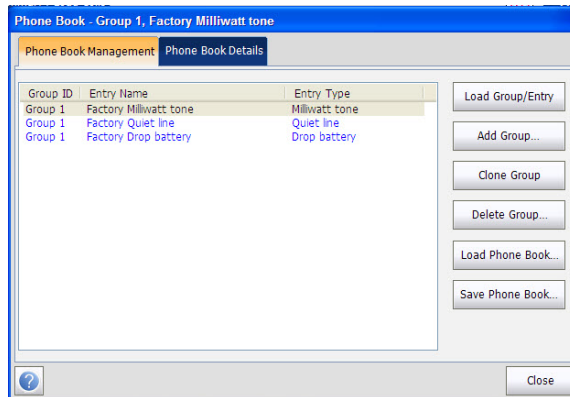 Phone Book - Group 1, Factory Milliwatt tone
Phone Book Management Phone Book Details
Group ID Entry Name Entry Type
Group 1 Factory Milliwatt tone Milliwatt tone
Group 1 Factory Quiet line Quiet line
Group 1 Factory Drop battery Drop battery
Load Group/Entry
Add Group...
Clone Group
Delete Group...
Load Phone Book...
Save Phone Book...
?
Close